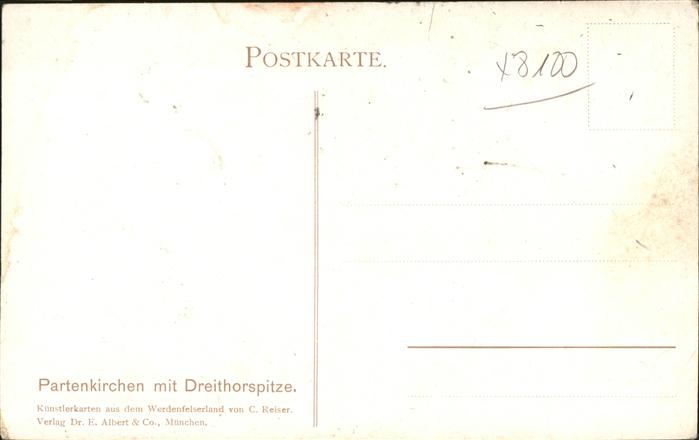 POSTKARTE.
x8100
Partenkirchen mit Dreithorspitze.
Künstlerkarten aus dem Werdenfelserland von C. Reiser.
Verlag Dr. E. Albert & Co., München.